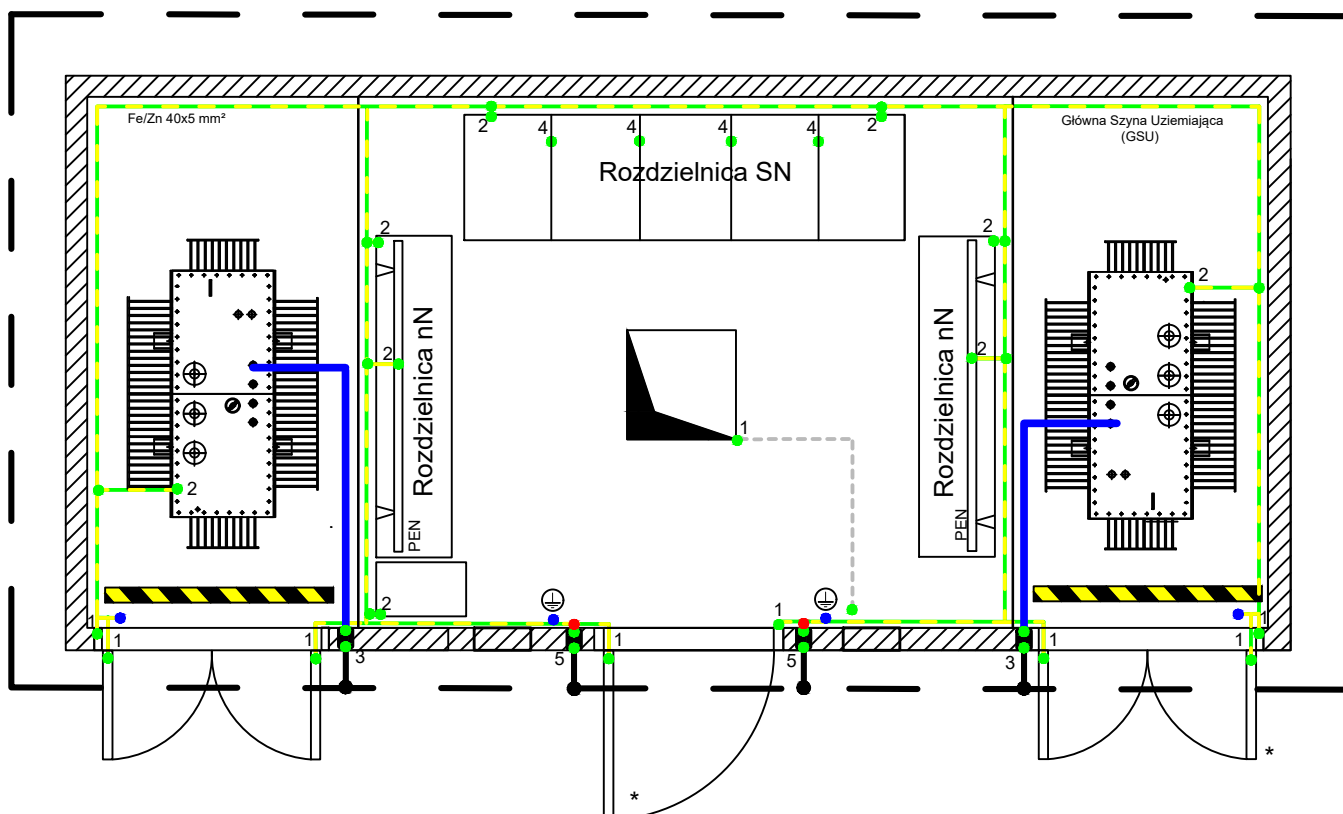 Fe/Zn 40x5 mm²
Główna Szyna Uziemiająca
(GSU)
2 4 4 4 4 2
Rozdzielnica SN
2 2
2
2 2
Rozdzielnica nN
Rozdzielnica nN
1
2
PEN
PEN
2
1 1 1
1 1 1 1 1
3 5 5 3
*
*